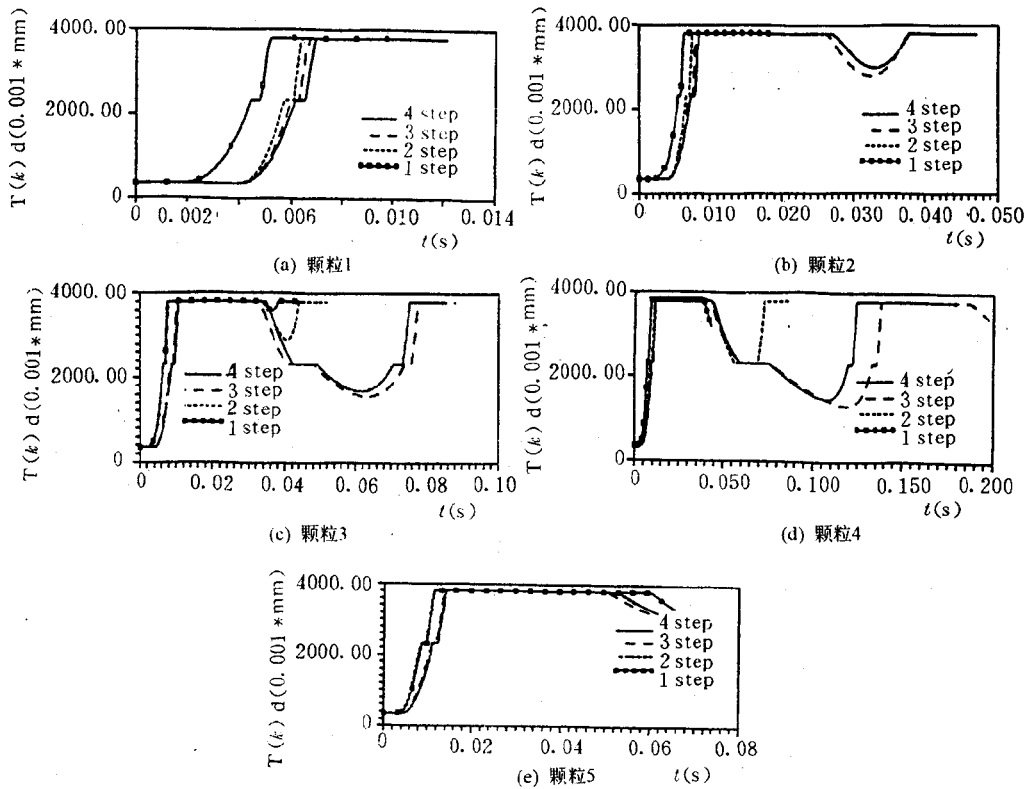 T(k) d(0.001*mm)
4000.00
2000.00
0
4 step
3 step
2 step
1 step
0 0.002 0.006 0.010 0.014
t(s)
(a) 颗粒1
T(k) d(0.001*mm)
4000.00
2000.00
0
4 step
3 step
2 step
1 step
0 0.010 0.020 0.030 0.040 0.050
t(s)
(b) 颗粒2
T(k) d(0.001*mm)
4000.00
2000.00
0
4 step
3 step
2 step
1 step
0 0.02 0.04 0.06 0.08 0.10
t(s)
(c) 颗粒3
T(k) d(0.001*mm)
4000.00
2000.00
0
4 step
3 step
2 step
1 step
0 0.050 0.100 0.150 0.200
t(s)
(d) 颗粒4
T(k) d(0.001*mm)
4000.00
2000.00
0
4 step
3 step
2 step
1 step
0 0.02 0.04 0.06 0.08
t(s)
(e) 颗粒5